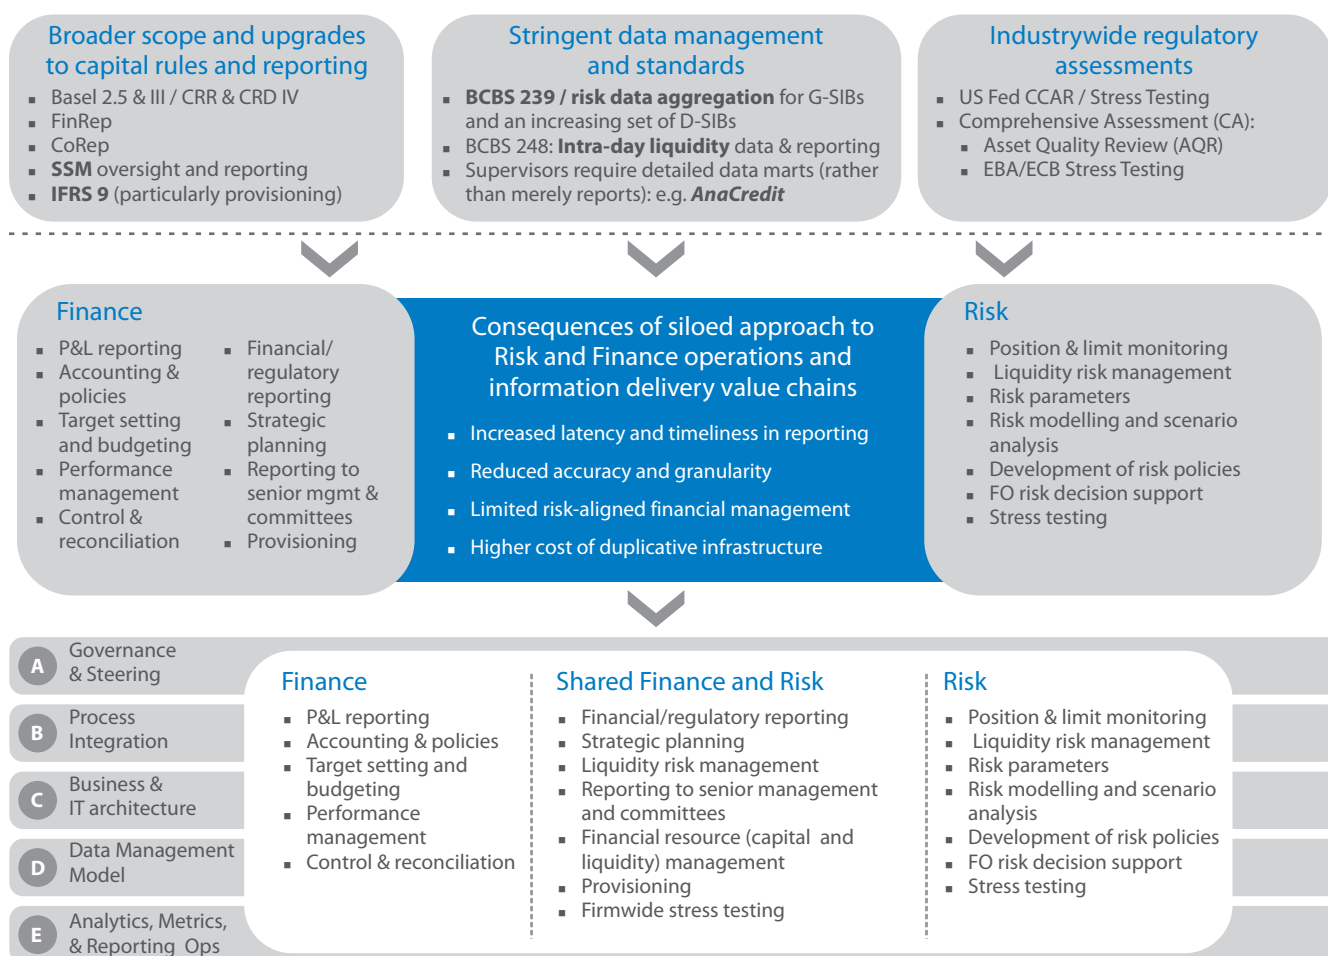 Broader scope and upgrades
to capital rules and reporting
▪ Basel 2.5 & III / CRR & CRD IV
▪ FinRep
▪ CoRep
▪ SSM oversight and reporting
▪ IFRS 9 (particularly provisioning)
Stringent data management
and standards
▪ BCBS 239 / risk data aggregation for G-SIBs
and an increasing set of D-SIBs
▪ BCBS 248: Intra-day liquidity data & reporting
▪ Supervisors require detailed data marts (rather
than merely reports): e.g. AnaCredit
Industrywide regulatory
assessments
▪ US Fed CCAR / Stress Testing
▪ Comprehensive Assessment (CA):
▪ Asset Quality Review (AQR)
▪ EBA/ECB Stress Testing
Finance
▪ P&L reporting
▪ Accounting &
policies
▪ Target setting
and budgeting
▪ Performance
management
▪ Control &
reconciliation
▪ Financial/
regulatory
reporting
▪ Strategic
planning
▪ Reporting to
senior mgmt &
committees
▪ Provisioning
Consequences of siloed approach to
Risk and Finance operations and
information delivery value chains
▪ Increased latency and timeliness in reporting
▪ Reduced accuracy and granularity
▪ Limited risk-aligned financial management
▪ Higher cost of duplicative infrastructure
Risk
▪ Position & limit monitoring
▪ Liquidity risk management
▪ Risk parameters
▪ Risk modelling and scenario
analysis
▪ Development of risk policies
▪ FO risk decision support
▪ Stress testing
A Governance
& Steering
B Process
Integration
C Business &
IT architecture
D Data Management
Model
E Analytics, Metrics,
& Reporting Ops
Finance
▪ P&L reporting
▪ Accounting & policies
▪ Target setting and
budgeting
▪ Performance
management
▪ Control & reconciliation
Shared Finance and Risk
▪ Financial/regulatory reporting
▪ Strategic planning
▪ Liquidity risk management
▪ Reporting to senior management
and committees
▪ Financial resource (capital and
liquidity) management
▪ Provisioning
▪ Firmwide stress testing
Risk
▪ Position & limit monitoring
▪ Liquidity risk management
▪ Risk parameters
▪ Risk modelling and scenario
analysis
▪ Development of risk policies
▪ FO risk decision support
▪ Stress testing